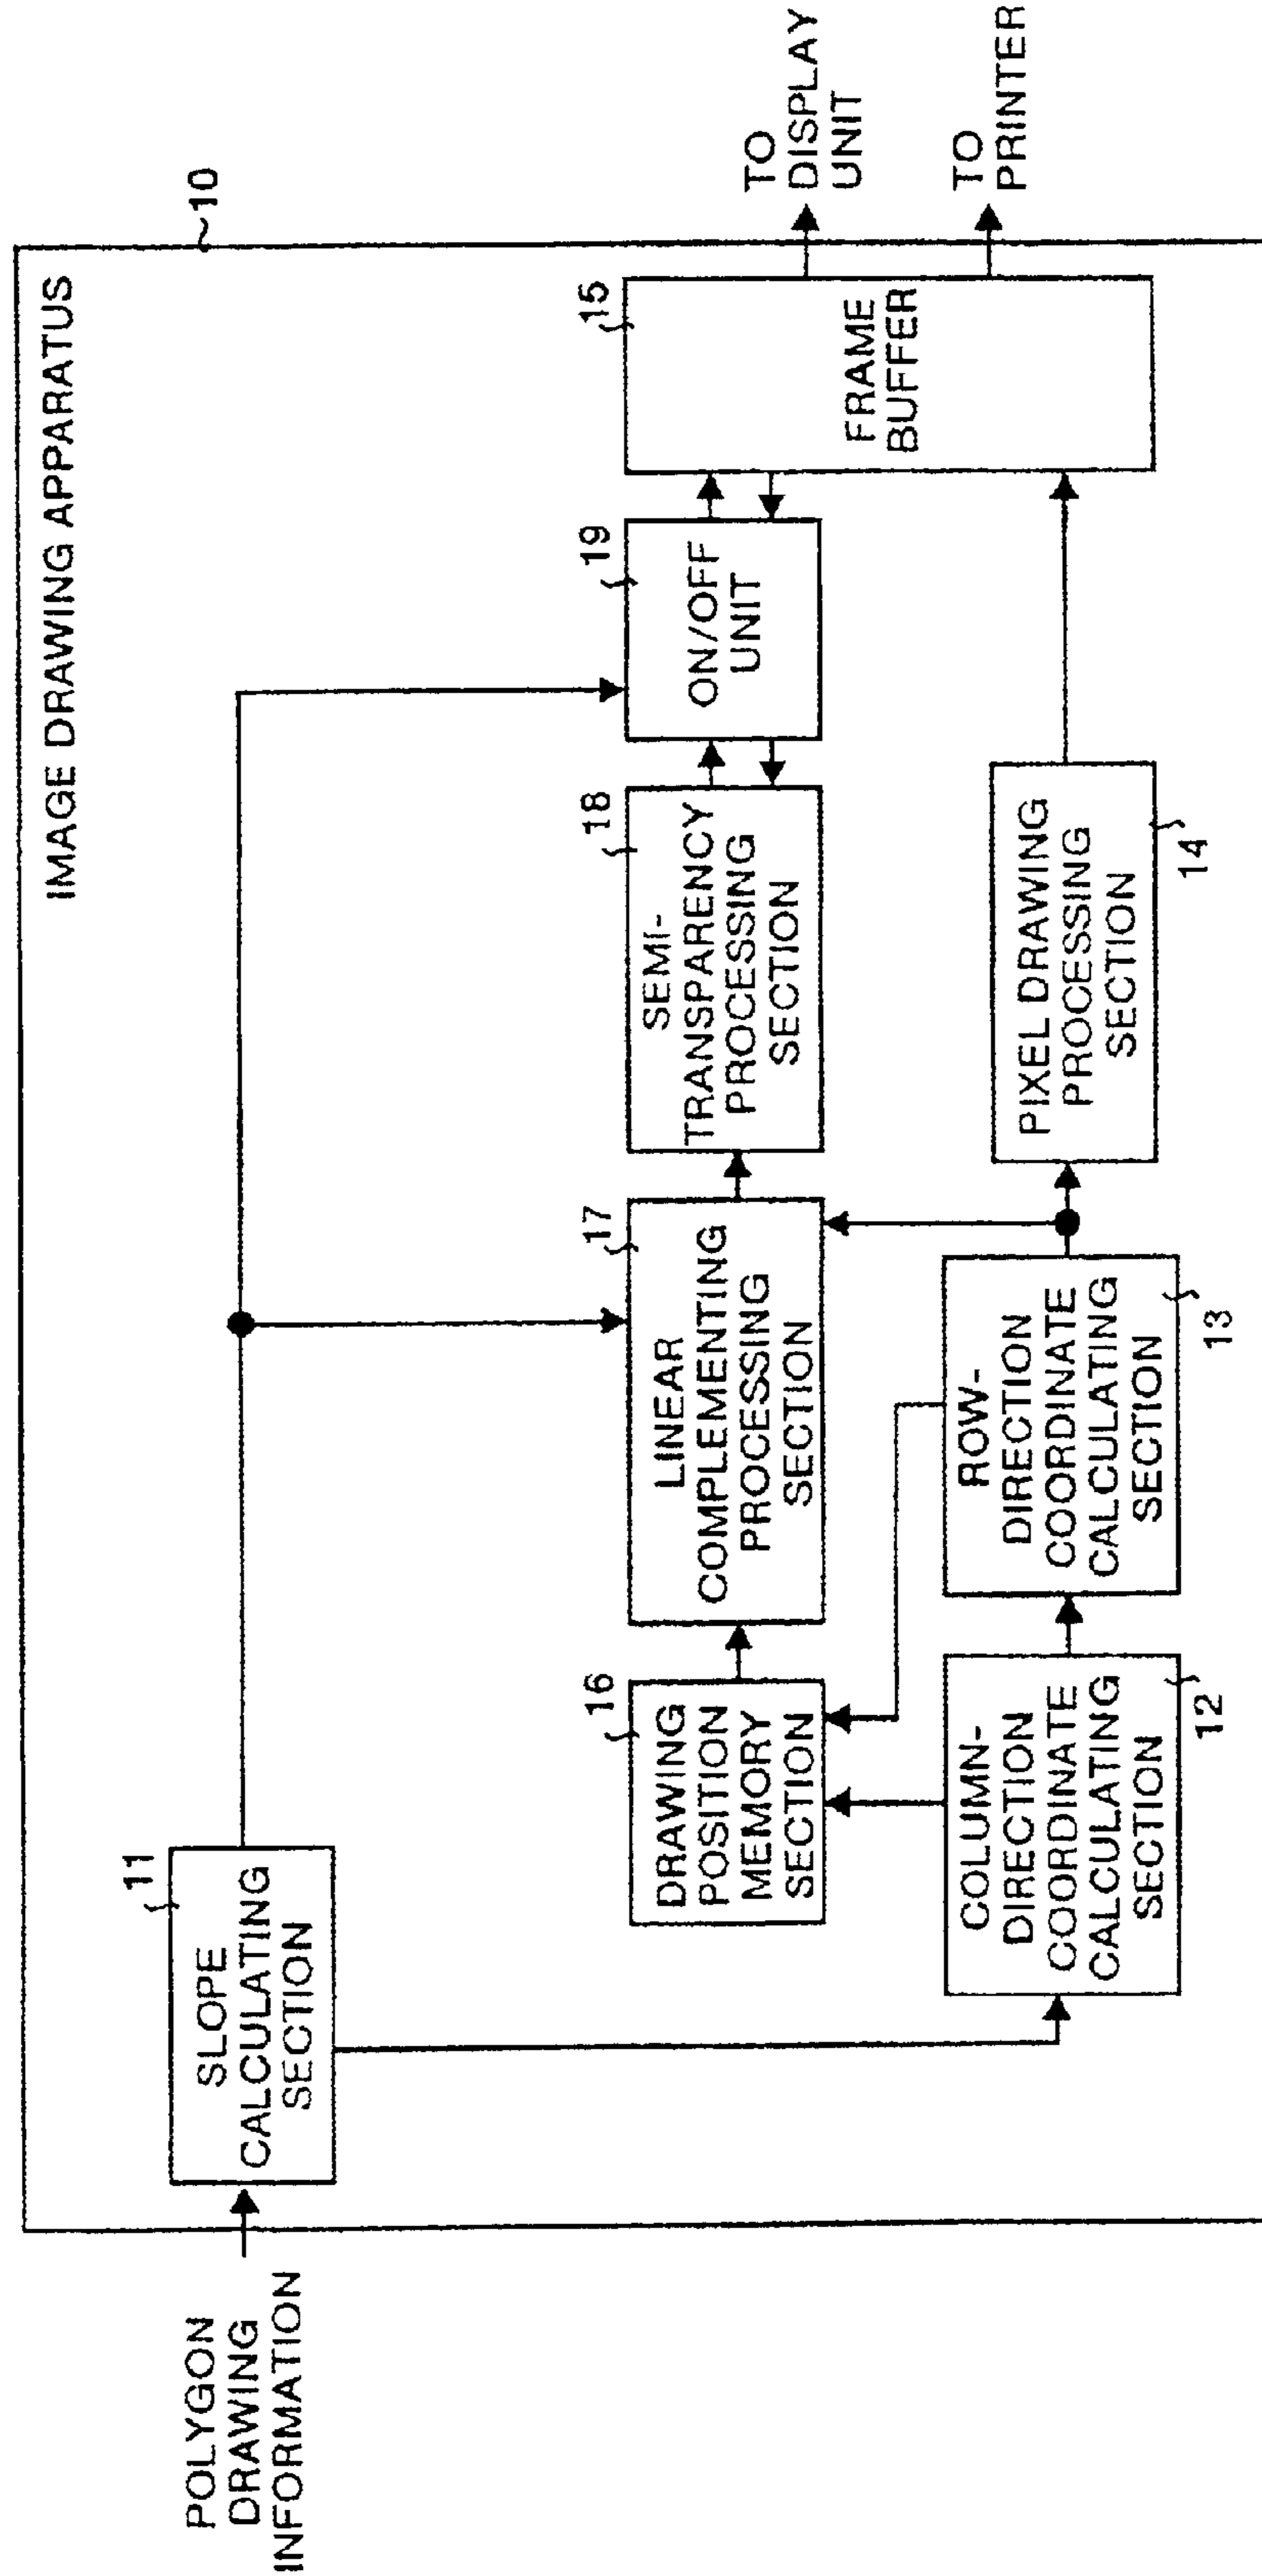 IMAGE DRAWING APPARATUS
10
POLYGON
DRAWING
INFORMATION
11
SLOPE
CALCULATING
SECTION
16
DRAWING
POSITION
MEMORY
SECTION
17
LINEAR
COMPLEMENTING
PROCESSING
SECTION
18
SEMI-
TRANSPARENCY
PROCESSING
SECTION
19
ON/OFF
UNIT
15
FRAME
BUFFER
TO
DISPLAY
UNIT
TO
PRINTER
COLUMN-
DIRECTION
COORDINATE
CALCULATING
SECTION
12
ROW-
DIRECTION
COORDINATE
CALCULATING
SECTION
13
PIXEL DRAWING
PROCESSING
SECTION
14